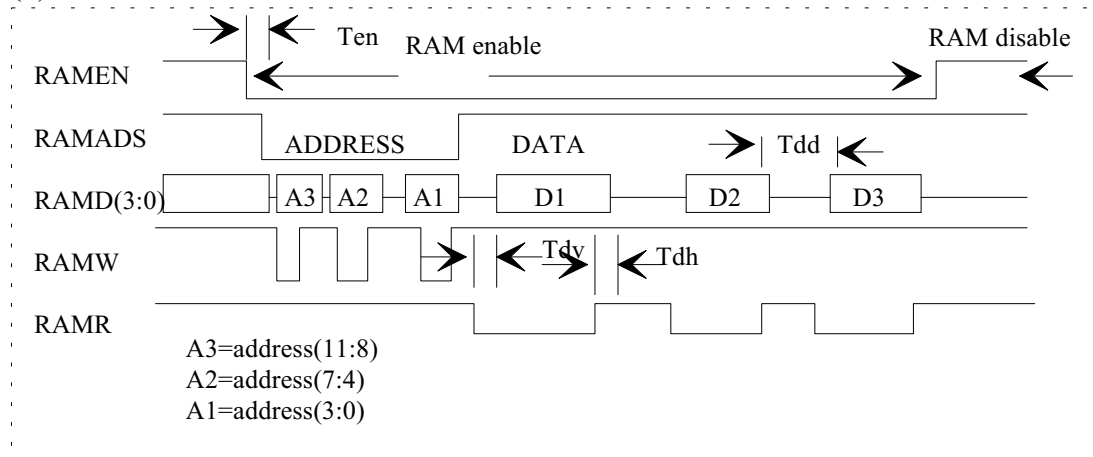 Ten
RAM enable
RAM disable
RAMEN
RAMADS
ADDRESS
DATA
Tdd
RAMD(3:0)
A3
A2
A1
D1
D2
D3
RAMW
Tdv
Tdh
RAMR
A3=address(11:8)
A2=address(7:4)
A1=address(3:0)